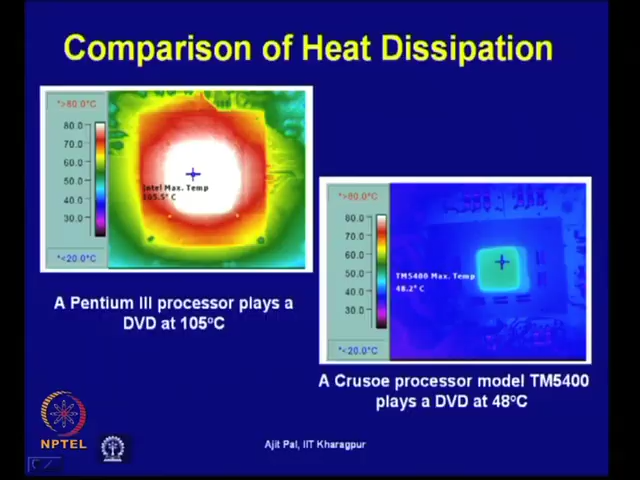 Comparison of Heat Dissipation
°>80.0°C
80.0
70.0
60.0
50.0
40.0
30.0
°<20.0°C
Intel Max. Temp
105.5° C
A Pentium III processor plays a
DVD at 105°C
°>80.0°C
80.0
70.0
60.0
50.0
40.0
30.0
°<20.0°C
TM5400 Max. Temp
48.2° C
A Crusoe processor model TM5400
plays a DVD at 48°C
NPTEL
Ajit Pal, IIT Kharagpur